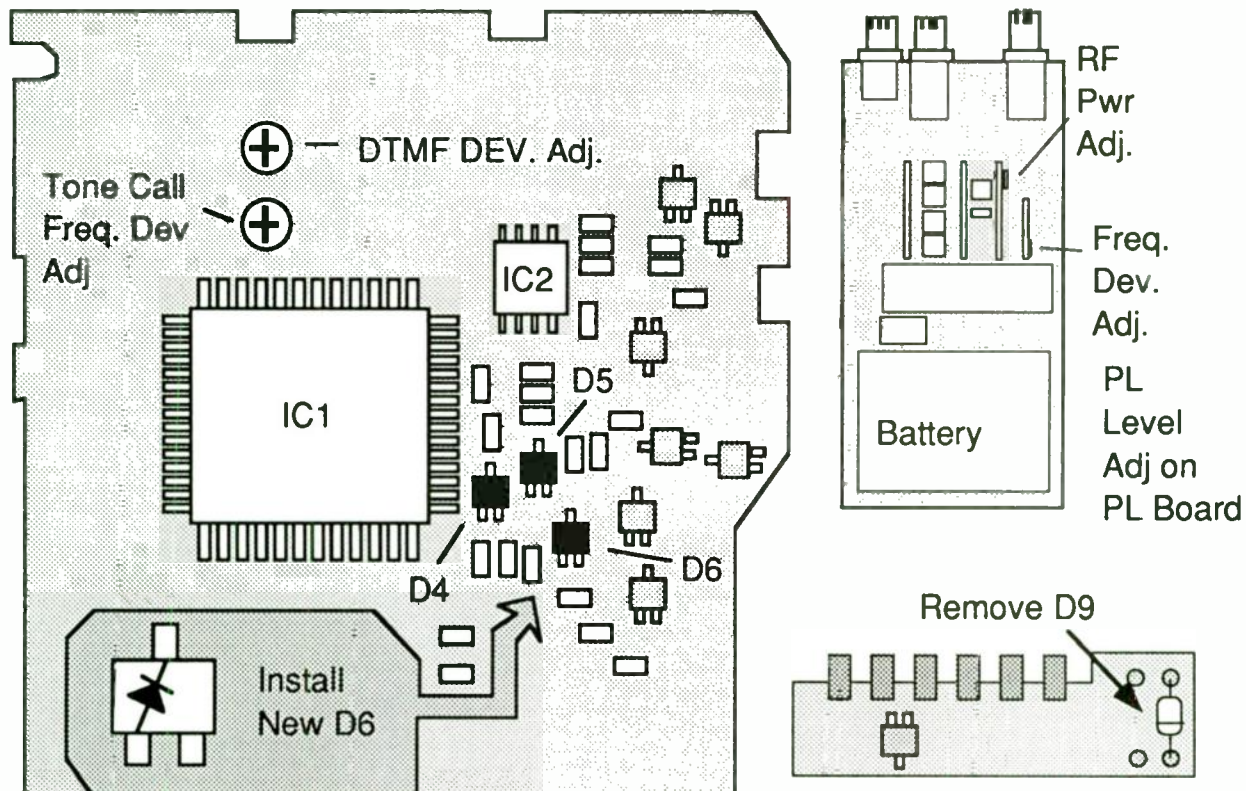 DTMF DEV. Adj.
Tone Call
Freq. Dev
Adj
IC2
IC1
D5
D4
D6
Install
New D6
RF
Pwr
Adj.
Freq.
Dev.
Adj.
Battery
PL
Level
Adj on
PL Board
Remove D9